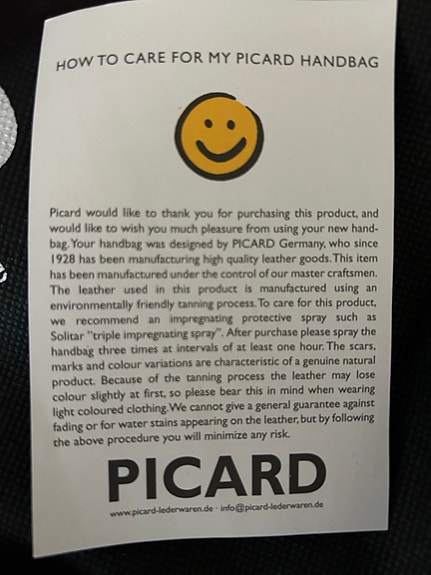 HOW TO CARE FOR MY PICARD HANDBAG
Picard would like to thank you for purchasing this product, and
would like to wish you much pleasure from using your new hand-
bag. Your handbag was designed by PICARD Germany, who since
1928 has been manufacturing high quality leather goods. This item
has been manufactured under the control of our master craftsmen.
The leather used in this product is manufactured using an
environmentally friendly tanning process. To care for this product,
we recommend an impregnating protective spray such as
Solitar "triple impregnating spray". After purchase please spray the
handbag three times at intervals of at least one hour. The scars,
marks and colour variations are characteristic of a genuine natural
product. Because of the tanning process the leather may lose
colour slightly at first, so please bear this in mind when wearing
light coloured clothing. We cannot give a general guarantee against
fading or for water stains appearing on the leather, but by following
the above procedure you will minimize any risk.
PICARD
www.picard-lederwaren.de · info@picard-lederwaren.de